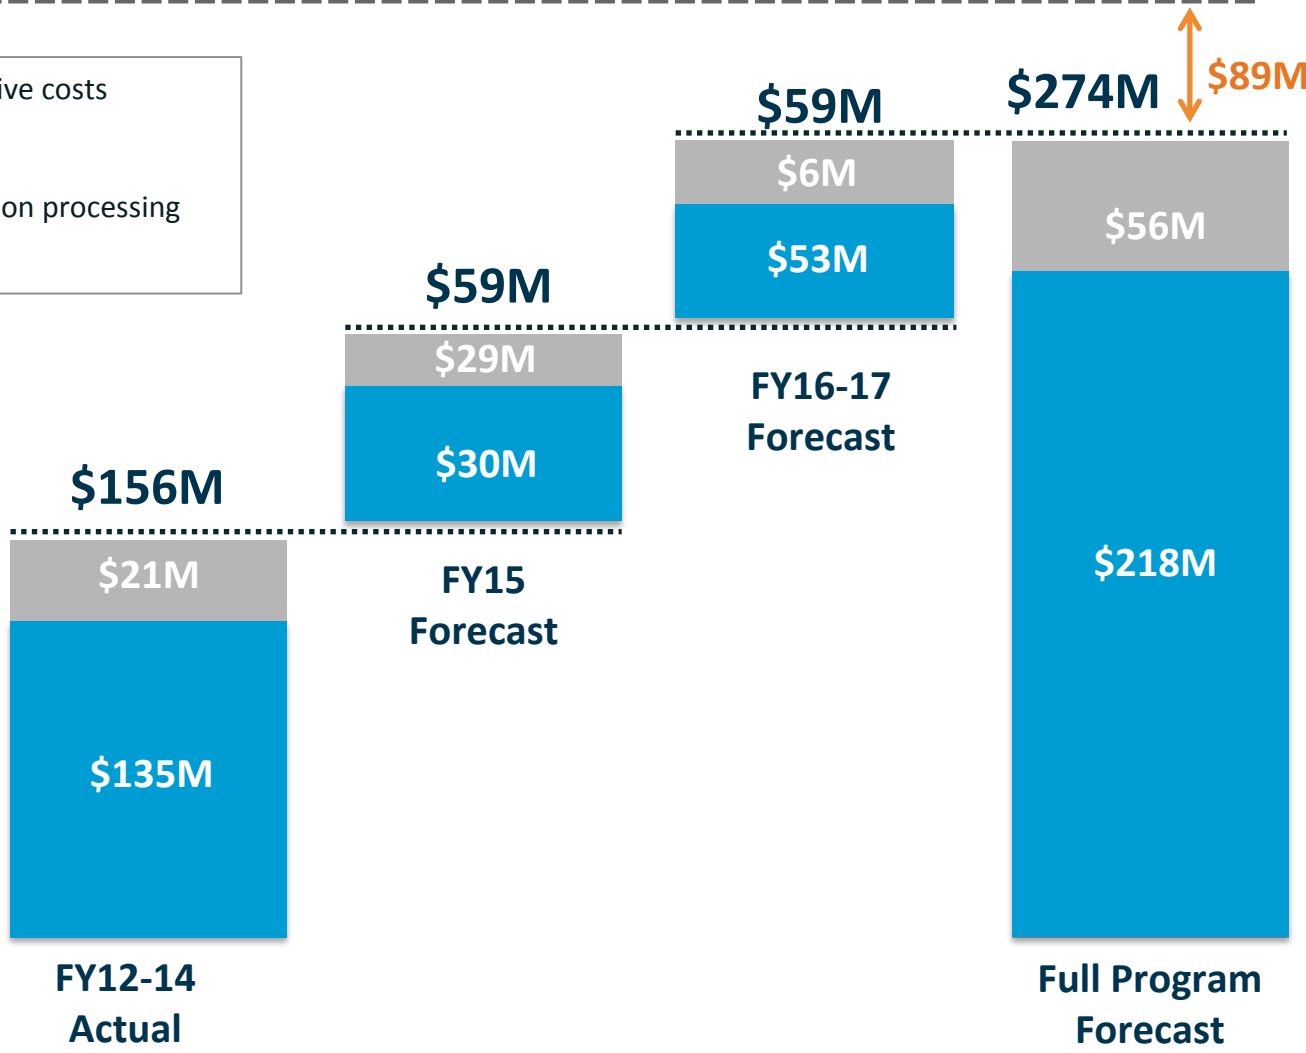 $89M
ive costs
on processing
$274M
$59M
$6M
$56M
$53M
$59M
$29M
FY16-17
Forecast
$30M
$156M
$21M
FY15
Forecast
$218M
$135M
FY12-14
Actual
Full Program
Forecast